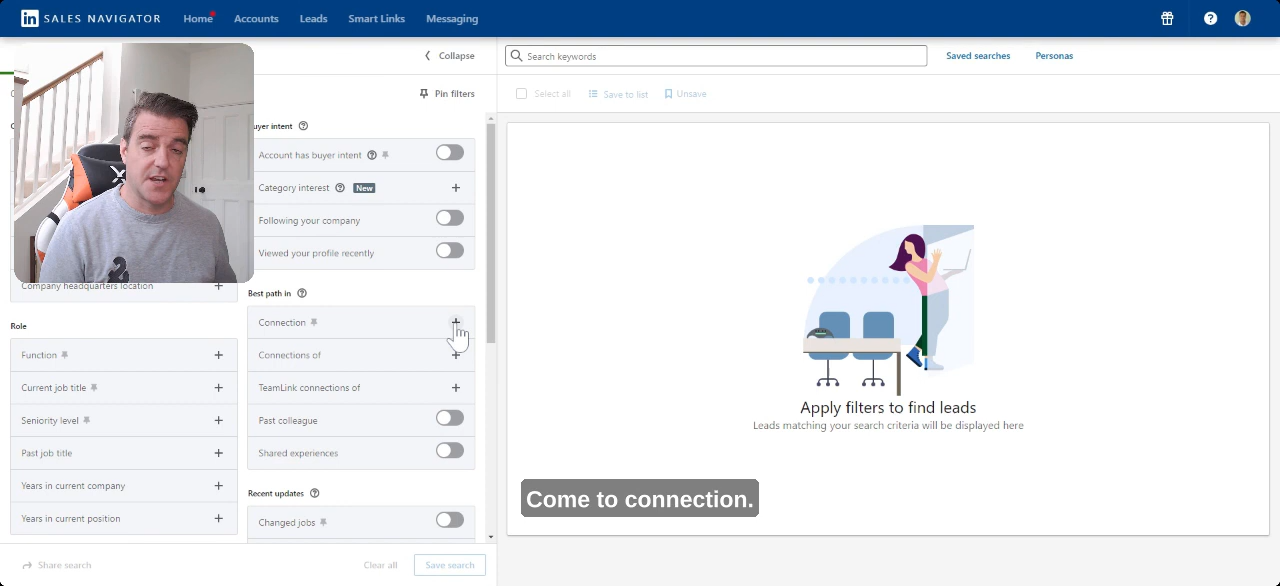 in SALES NAVIGATOR
Home
Accounts
Leads
Smart Links
Messaging
Collapse
Search keywords
Saved searches
Personas
Pin filters
Select all
Save to list
Unsave
uyer intent
Account has buyer intent
Category interest New
Following your company
Viewed your profile recently
Company headquarters location
Best path in
Connection
Connections of
TeamLink connections of
Past colleague
Shared experiences
Role
Function
Current job title
Seniority level
Past job title
Years in current company
Years in current position
Recent updates
Changed jobs
Apply filters to find leads
Leads matching your search criteria will be displayed here
Come to connection.
Share search
Clear all
Save search